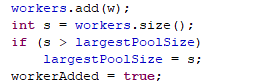 workers.add(w);
int s = workers.size();
if (s > largestPoolSize)
    largestPoolSize = s;
workerAdded = true;